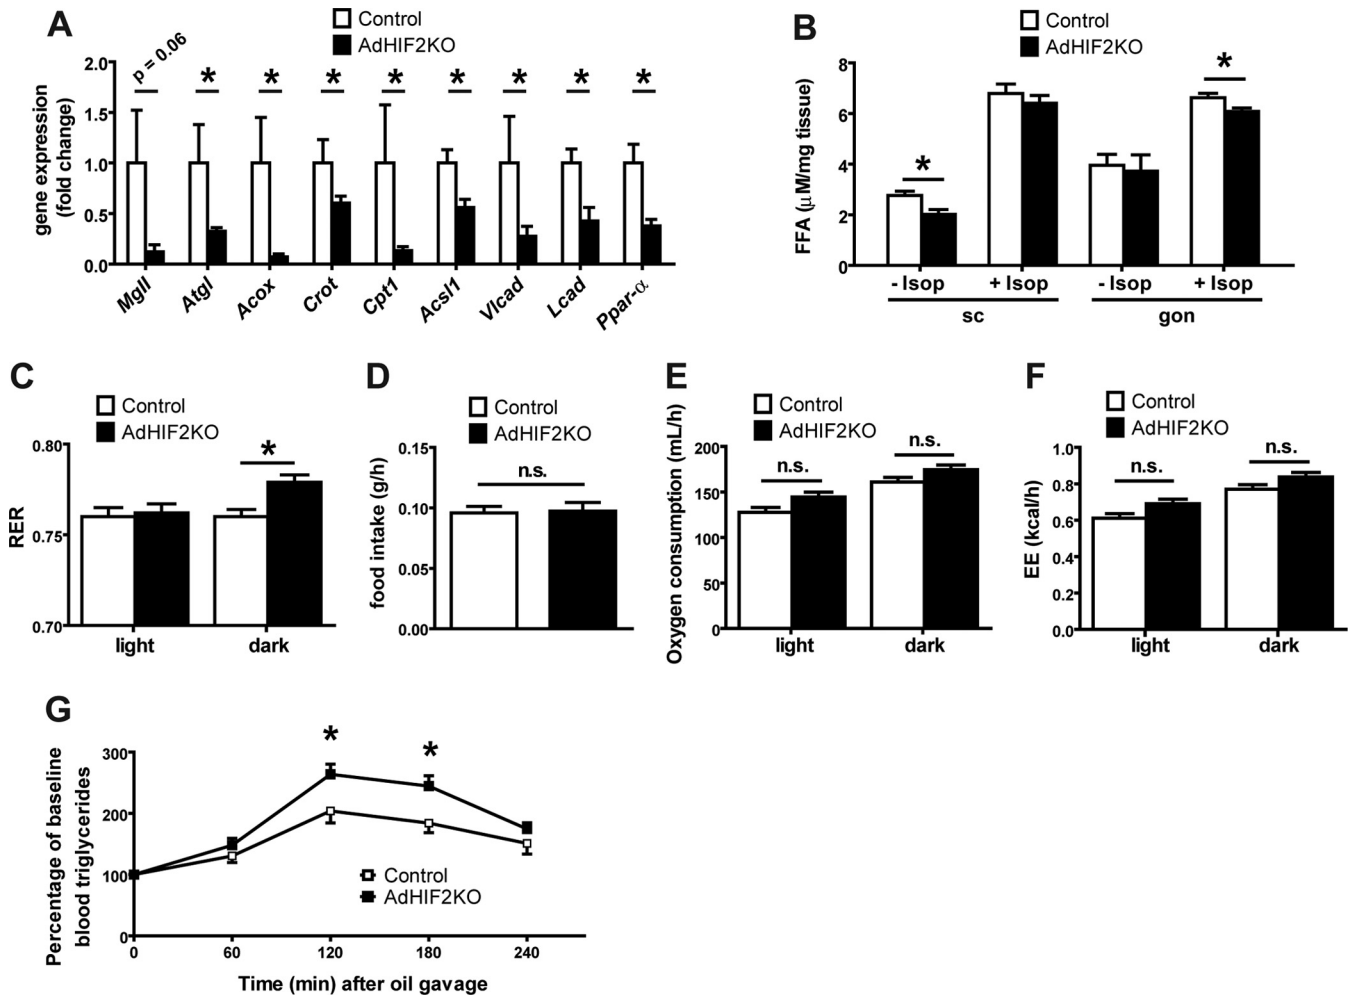 A
Control
AdHIF2KO
gene expression
(fold change)
2.0
1.5
1.0
0.5
0.0
p = 0.06
* * * * * * * *
Mgll Atgl Acox Crot Cpt1 Acsl1 Vlcad Lcad Ppar-α
B
Control
AdHIF2KO
FFA (μM/mg tissue)
8
6
4
2
0
* *
- Isop + Isop - Isop + Isop
sc gon
C
Control
AdHIF2KO
RER
0.80
0.75
0.70
*
light dark
D
Control
AdHIF2KO
food intake (g/h)
0.15
0.10
0.05
0.00
n.s.
E
Control
AdHIF2KO
Oxygen consumption (mL/h)
200
150
100
50
0
n.s. n.s.
light dark
F
Control
AdHIF2KO
EE (kcal/h)
1.0
0.8
0.6
0.4
0.2
0.0
n.s. n.s.
light dark
G
Percentage of baseline
blood triglycerides
300
200
100
0
* *
Control
AdHIF2KO
0 60 120 180 240
Time (min) after oil gavage